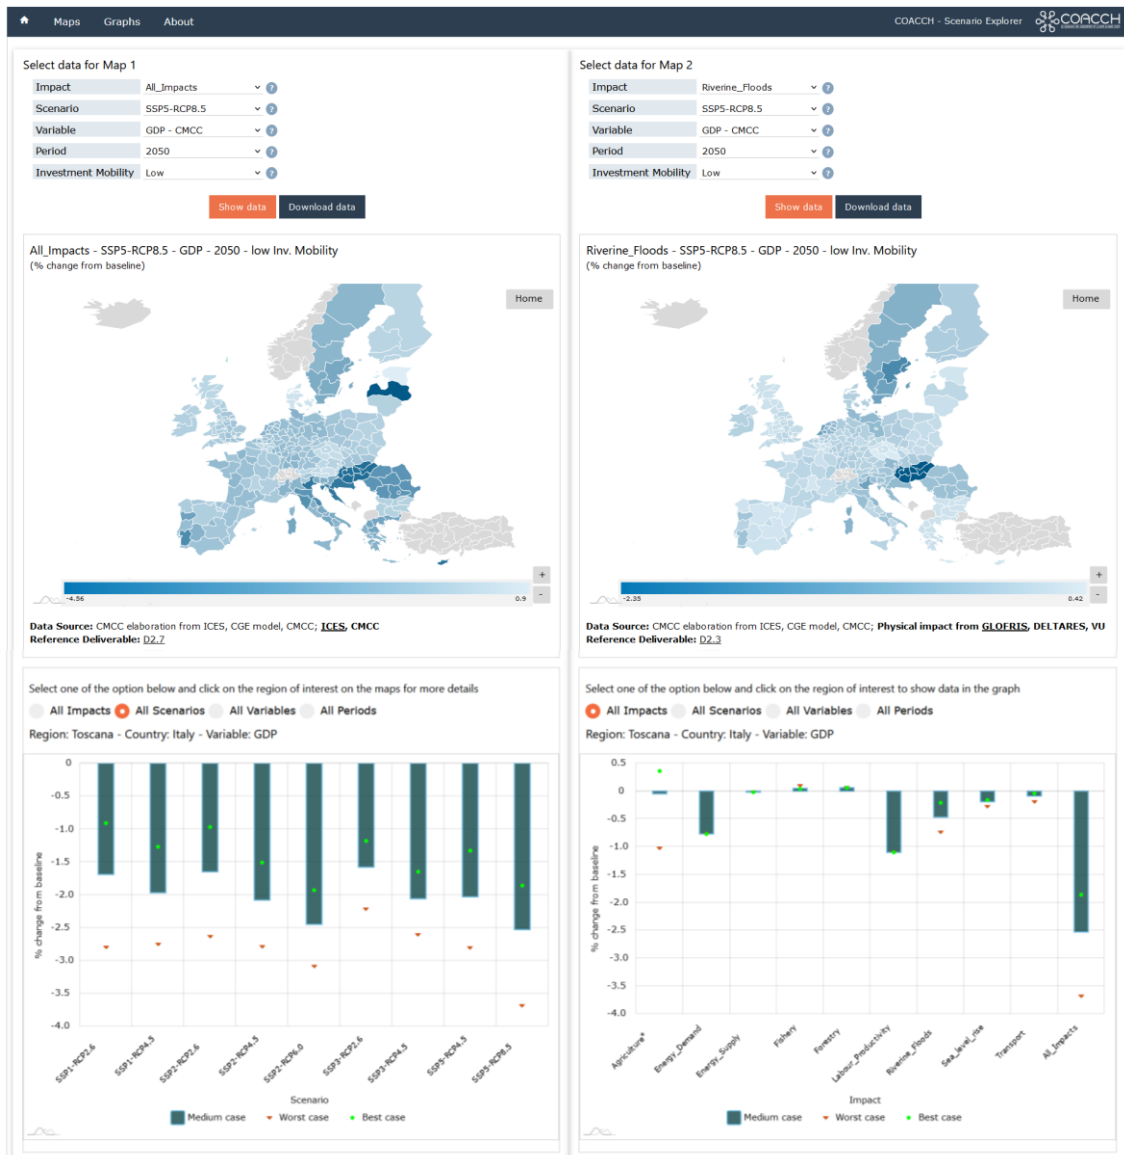 Maps Graphs About COACCH - Scenario Explorer COACCH
Select data for Map 1
Impact All_Impacts ?
Scenario SSP5-RCP8.5 ?
Variable GDP - CMCC ?
Period 2050 ?
Investment Mobility Low ?
Show data Download data
All_Impacts - SSP5-RCP8.5 - GDP - 2050 - low Inv. Mobility
(% change from baseline)
Home
+
-
-4.56 0.9
Data Source: CMCC elaboration from ICES, CGE model, CMCC; ICES, CMCC
Reference Deliverable: D2.7
Select one of the option below and click on the region of interest on the maps for more details
All Impacts All Scenarios All Variables All Periods
Region: Toscana - Country: Italy - Variable: GDP
0
-0.5
-1.0
-1.5
-2.0
-2.5
-3.0
-3.5
-4.0
% change from baseline
SSP1-RCP2.6
SSP1-RCP4.5
SSP2-RCP2.6
SSP2-RCP4.5
SSP2-RCP6.0
SSP3-RCP2.6
SSP3-RCP4.5
SSP5-RCP4.5
SSP5-RCP8.5
Scenario
Medium case Worst case Best case
Select data for Map 2
Impact Riverine_Floods ?
Scenario SSP5-RCP8.5 ?
Variable GDP - CMCC ?
Period 2050 ?
Investment Mobility Low ?
Show data Download data
Riverine_Floods - SSP5-RCP8.5 - GDP - 2050 - low Inv. Mobility
(% change from baseline)
Home
+
-
-2.35 0.42
Data Source: CMCC elaboration from ICES, CGE model, CMCC; Physical impact from GLOFRIS, DELTARES, VU
Reference Deliverable: D2.3
Select one of the option below and click on the region of interest to show data in the graph
All Impacts All Scenarios All Variables All Periods
Region: Toscana - Country: Italy - Variable: GDP
0.5
0
-0.5
-1.0
-1.5
-2.0
-2.5
-3.0
-3.5
-4.0
% change from baseline
Agriculture*
Energy_Demand
Energy_Supply
Fishery
Forestry
Labour_Productivity
Riverine_Floods
Sea_level_rise
Transport
All_Impacts
Impact
Medium case Worst case Best case